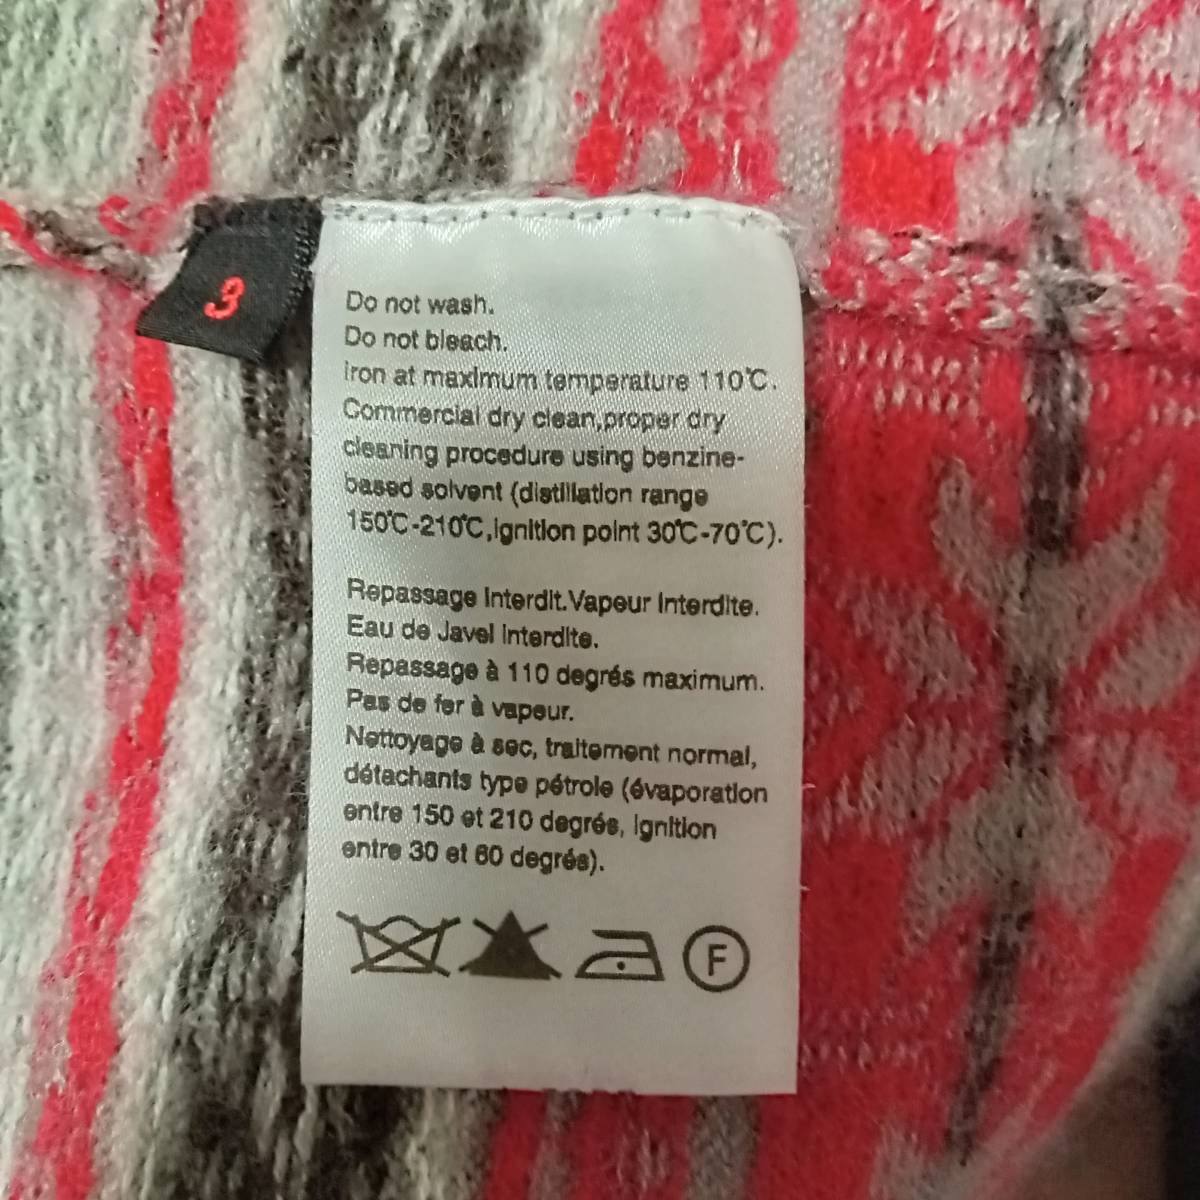 3
Do not wash.
Do not bleach.
iron at maximum temperature 110℃.
Commercial dry clean,proper dry
cleaning procedure using benzine-
based solvent (distillation range
150℃-210℃,ignition point 30℃-70℃).
Repassage interdit.Vapeur interdite.
Eau de Javel interdite.
Repassage à 110 degrés maximum.
Pas de fer à vapeur.
Nettoyage à sec, traitement normal,
détachants type pétrole (évaporation
entre 150 et 210 degrés, ignition
entre 30 et 60 degrés).
F